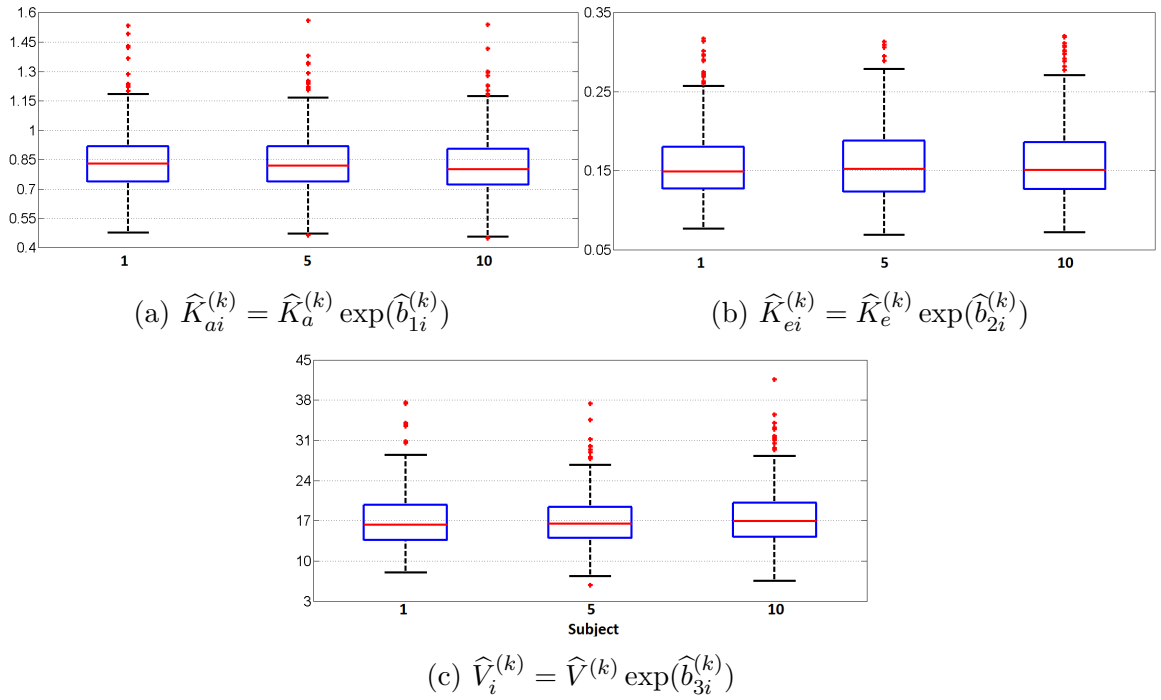 1.6
1.45
1.3
1.15
1
0.85
0.7
0.55
0.4
1 5 10
0.35
0.25
0.15
0.05
1 5 10
(a) $\widehat{K}_{ai}^{(k)} = \widehat{K}_{a}^{(k)} \exp(\widehat{b}_{1i}^{(k)})$
(b) $\widehat{K}_{ei}^{(k)} = \widehat{K}_{e}^{(k)} \exp(\widehat{b}_{2i}^{(k)})$
45
38
31
24
17
10
3
1 5 10
Subject
(c) $\widehat{V}_{i}^{(k)} = \widehat{V}^{(k)} \exp(\widehat{b}_{3i}^{(k)})$